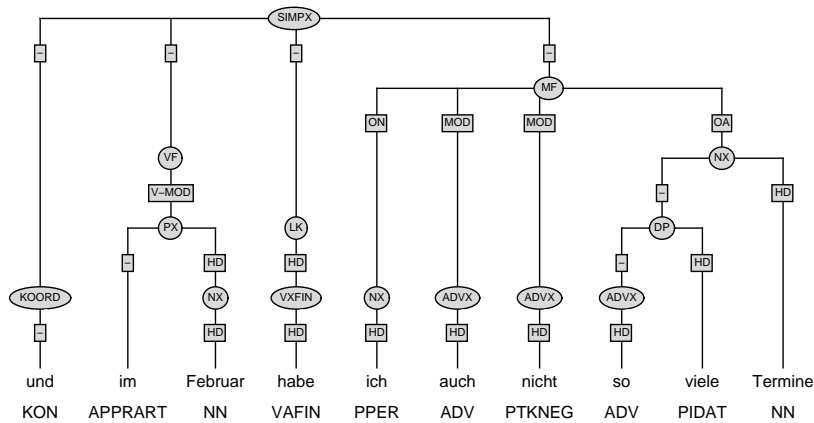 SIMPX
– – – –
MF
ON MOD MOD OA
VF NX
V–MOD – HD
PX LK DP
– HD HD – HD
KOORD NX VXFIN NX ADVX ADVX ADVX
– HD HD HD HD HD HD
und im Februar habe ich auch nicht so viele Termine
KON APPRART NN VAFIN PPER ADV PTKNEG ADV PIDAT NN